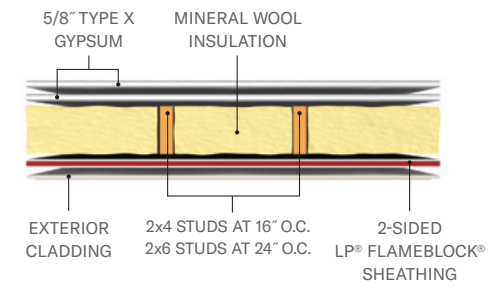 5/8″ TYPE X
GYPSUM
MINERAL WOOL
INSULATION
EXTERIOR
CLADDING
2x4 STUDS AT 16″ O.C.
2x6 STUDS AT 24″ O.C.
2-SIDED
LP® FLAMEBLOCK®
SHEATHING